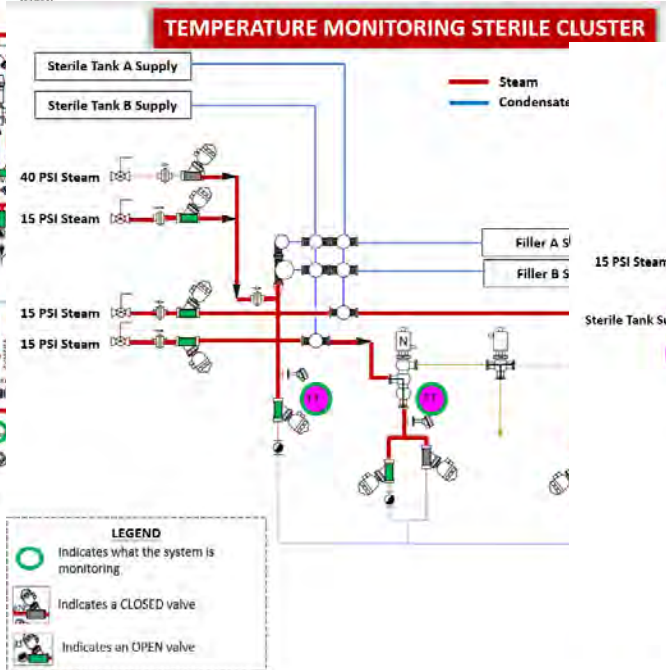 TEMPERATURE MONITORING STERILE CLUSTER
Sterile Tank A Supply
Sterile Tank B Supply
Steam
Condensate
40 PSI Steam
15 PSI Steam
Filler A S
Filler B S
15 PSI Steam
15 PSI Steam
15 PSI Steam
Sterile Tank Su
N
LEGEND
Indicates what the system is
monitoring
Indicates a CLOSED valve
Indicates an OPEN valve